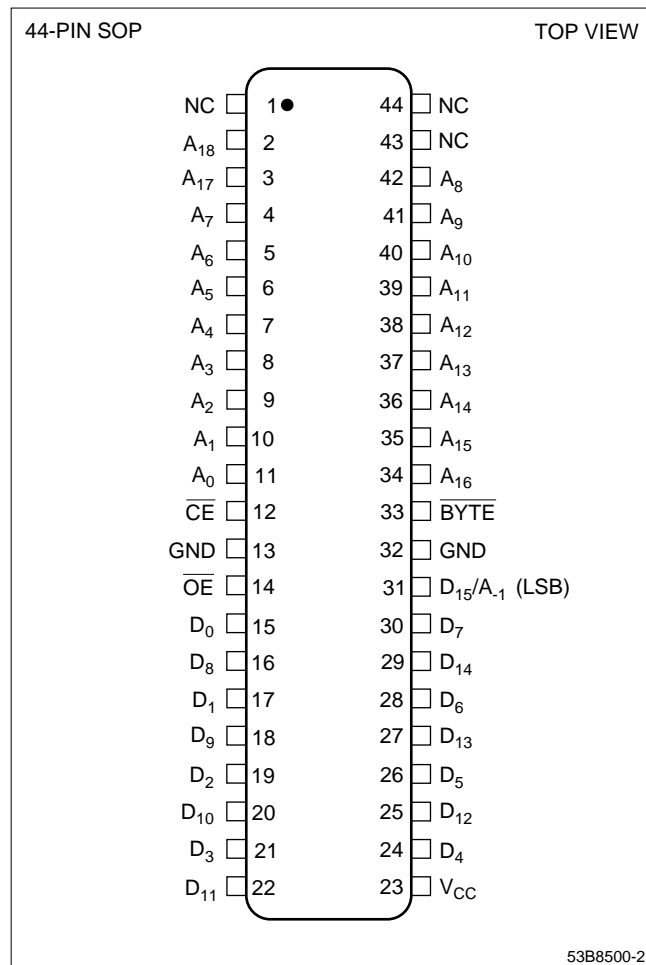 44-PIN SOP TOP VIEW
NC 1 44 NC
A18 2 43 NC
A17 3 42 A8
A7 4 41 A9
A6 5 40 A10
A5 6 39 A11
A4 7 38 A12
A3 8 37 A13
A2 9 36 A14
A1 10 35 A15
A0 11 34 A16
C̅E̅ 12 33 B̅Y̅T̅E̅
GND 13 32 GND
O̅E̅ 14 31 D15/A-1 (LSB)
D0 15 30 D7
D8 16 29 D14
D1 17 28 D6
D9 18 27 D13
D2 19 26 D5
D10 20 25 D12
D3 21 24 D4
D11 22 23 VCC
53B8500-2